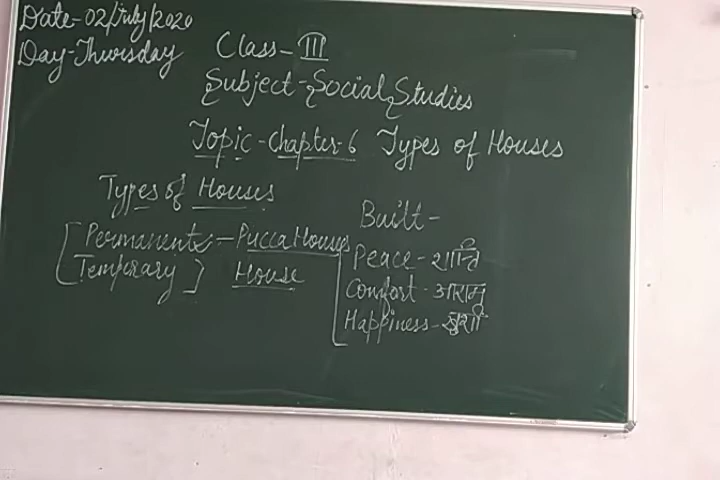 Date-02/July/2020
Day-Thursday
Class-III
Subject-Social Studies
Topic-Chapter-6 Types of Houses
Types of Houses
Permanent-Pucca Houses
Temporary House
Built-
Peace-शान्ति
Comfort-आराम
Happiness-खुशी